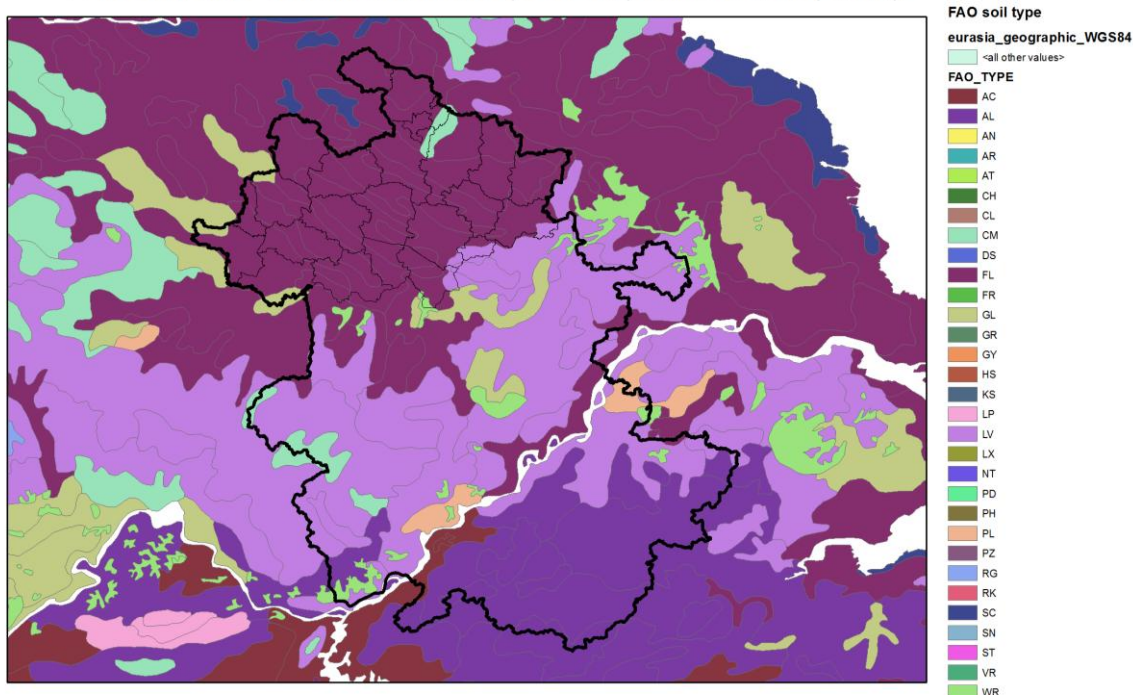 FAO soil type
eurasia_geographic_WGS84
<all other values>
FAO_TYPE
AC
AL
AN
AR
AT
CH
CL
CM
DS
FL
FR
GL
GR
GY
HS
KS
LP
LV
LX
NT
PD
PH
PL
PZ
RG
RK
SC
SN
ST
VR
WR